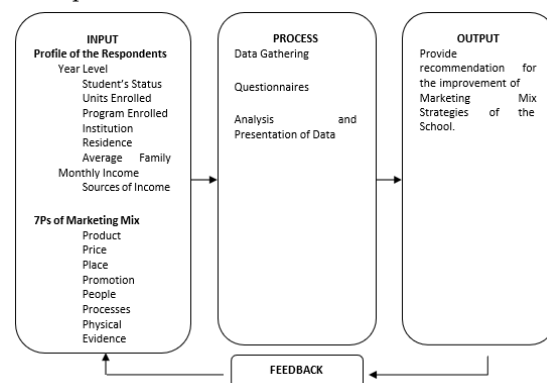 INPUT
Profile of the Respondents
Year Level
Student's Status
Units Enrolled
Program Enrolled
Institution
Residence
Average Family
Monthly Income
Sources of Income
7Ps of Marketing Mix
Product
Price
Place
Promotion
People
Processes
Physical
Evidence
PROCESS
Data Gathering
Questionnaires
Analysis and
Presentation of Data
OUTPUT
Provide
recommendation for
the improvement of
Marketing Mix
Strategies of the
School.
FEEDBACK